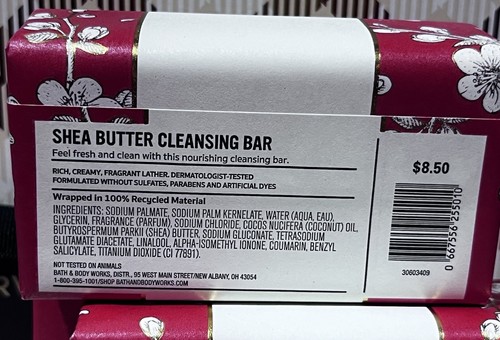 SHEA BUTTER CLEANSING BAR
Feel fresh and clean with this nourishing cleansing bar.
RICH, CREAMY, FRAGRANT LATHER. DERMATOLOGIST-TESTED
FORMULATED WITHOUT SULFATES, PARABENS AND ARTIFICIAL DYES
Wrapped in 100% Recycled Material
INGREDIENTS: SODIUM PALMATE, SODIUM PALM KERNELATE, WATER (AQUA, EAU),
GLYCERIN, FRAGRANCE (PARFUM), SODIUM CHLORIDE, COCOS NUCIFERA (COCONUT) OIL,
BUTYROSPERMUM PARKII (SHEA) BUTTER, SODIUM GLUCONATE, TETRASODIUM
GLUTAMATE DIACETATE, LINALOOL, ALPHA-ISOMETHYL IONONE, COUMARIN, BENZYL
SALICYLATE, TITANIUM DIOXIDE (CI 77891).
NOT TESTED ON ANIMALS
BATH & BODY WORKS, DISTR., 95 WEST MAIN STREET/NEW ALBANY, OH 43054
1-800-395-1001/SHOP BATHANDBODYWORKS.COM
$8.50
0 667556 255010
30603409